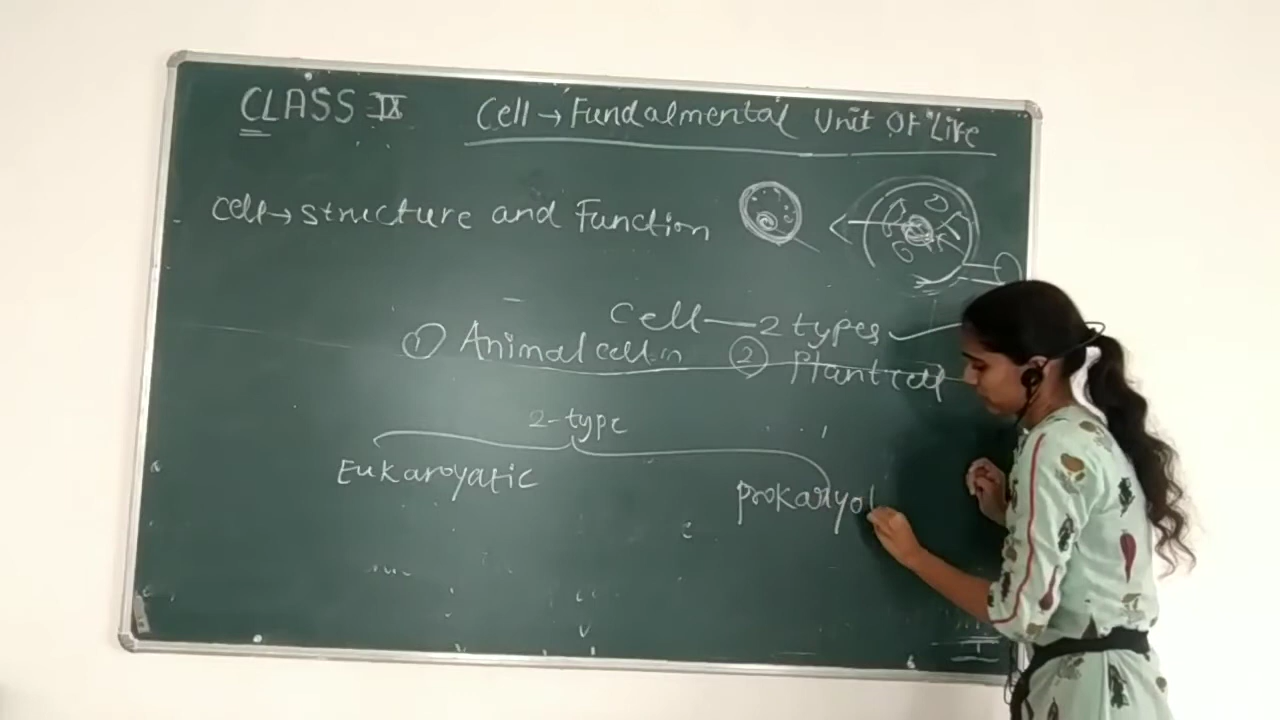 CLASS IX
Cell → Fundalmental Unit Of Life
Cell → structure and Function
Cell — 2 types
① Animal cell
② Plant cell
2-type
Eukaroyatic
prokaryot